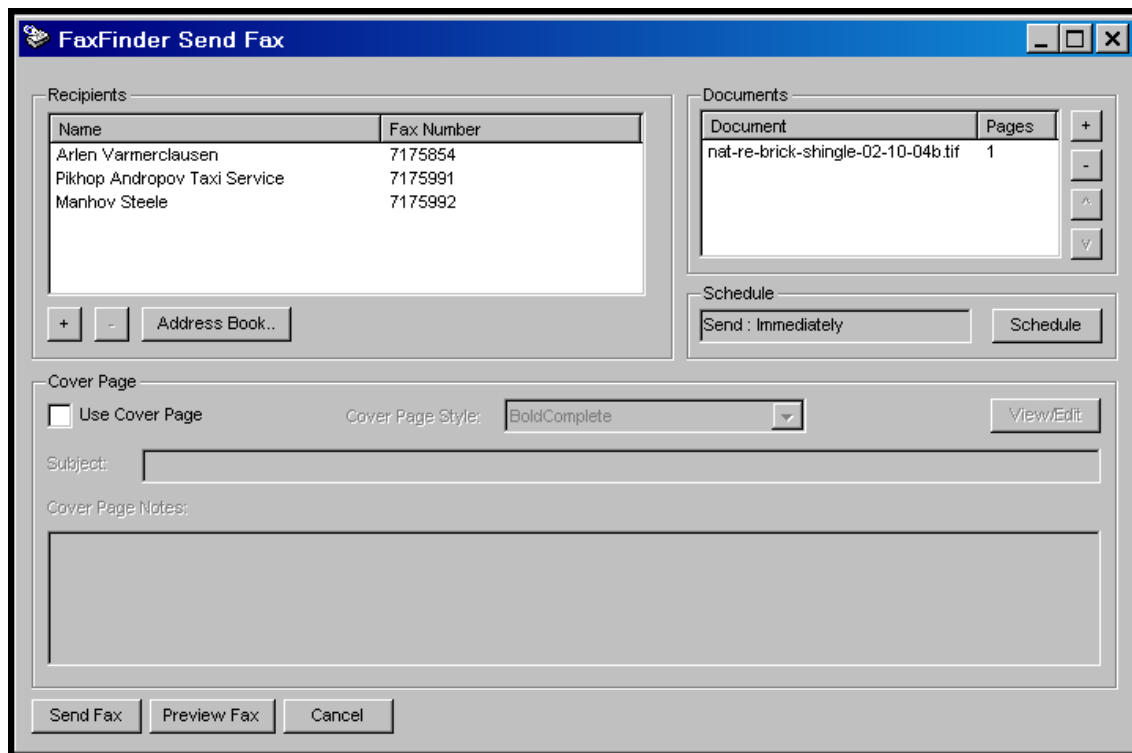 FaxFinder Send Fax
Recipients
Name Fax Number
Arlen Varmerclausen 7175854
Pikhop Andropov Taxi Service 7175991
Manhov Steele 7175992
+ - Address Book..
Documents
Document Pages
nat-re-brick-shingle-02-10-04b.tif 1
+
-
^
v
Schedule
Send : Immediately Schedule
Cover Page
Use Cover Page Cover Page Style: BoldComplete View/Edit
Subject:
Cover Page Notes:
Send Fax Preview Fax Cancel